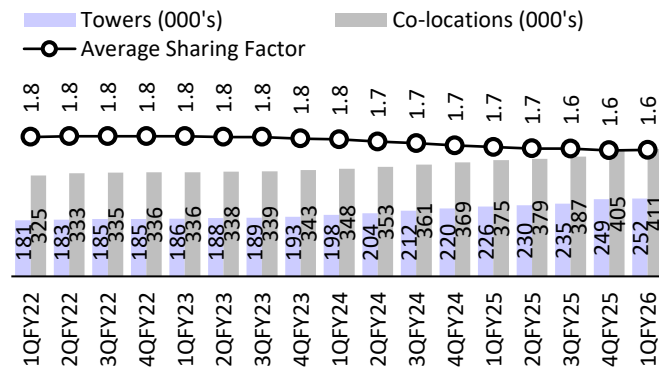 Towers (000's) Co-locations (000's)
Average Sharing Factor
1.8 1.8 1.8 1.8 1.8 1.8 1.8 1.8 1.8 1.7 1.7 1.7 1.7 1.7 1.6 1.6 1.6
181 325 183 333 185 335 185 336 186 336 188 338 189 339 193 343 198 348 204 353 212 361 220 369 226 375 230 379 235 387 249 405 252 411
1QFY22 2QFY22 3QFY22 4QFY22 1QFY23 2QFY23 3QFY23 4QFY23 1QFY24 2QFY24 3QFY24 4QFY24 1QFY25 2QFY25 3QFY25 4QFY25 1QFY26